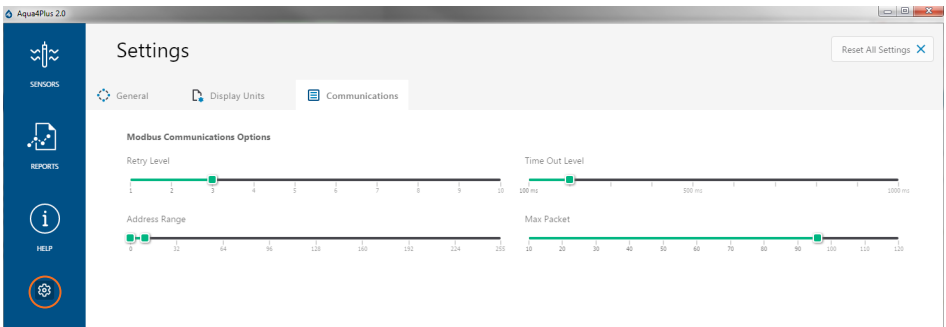 Aqua4Plus 2.0
Settings
Reset All Settings
SENSORS
General
Display Units
Communications
Modbus Communications Options
Retry Level
1 2 3 4 5 6 7 8 9 10
Time Out Level
100 ms 500 ms 1000 ms
REPORTS
Address Range
0 32 64 96 128 160 192 224 255
Max Packet
10 20 30 40 50 60 70 80 90 100 110 120
HELP